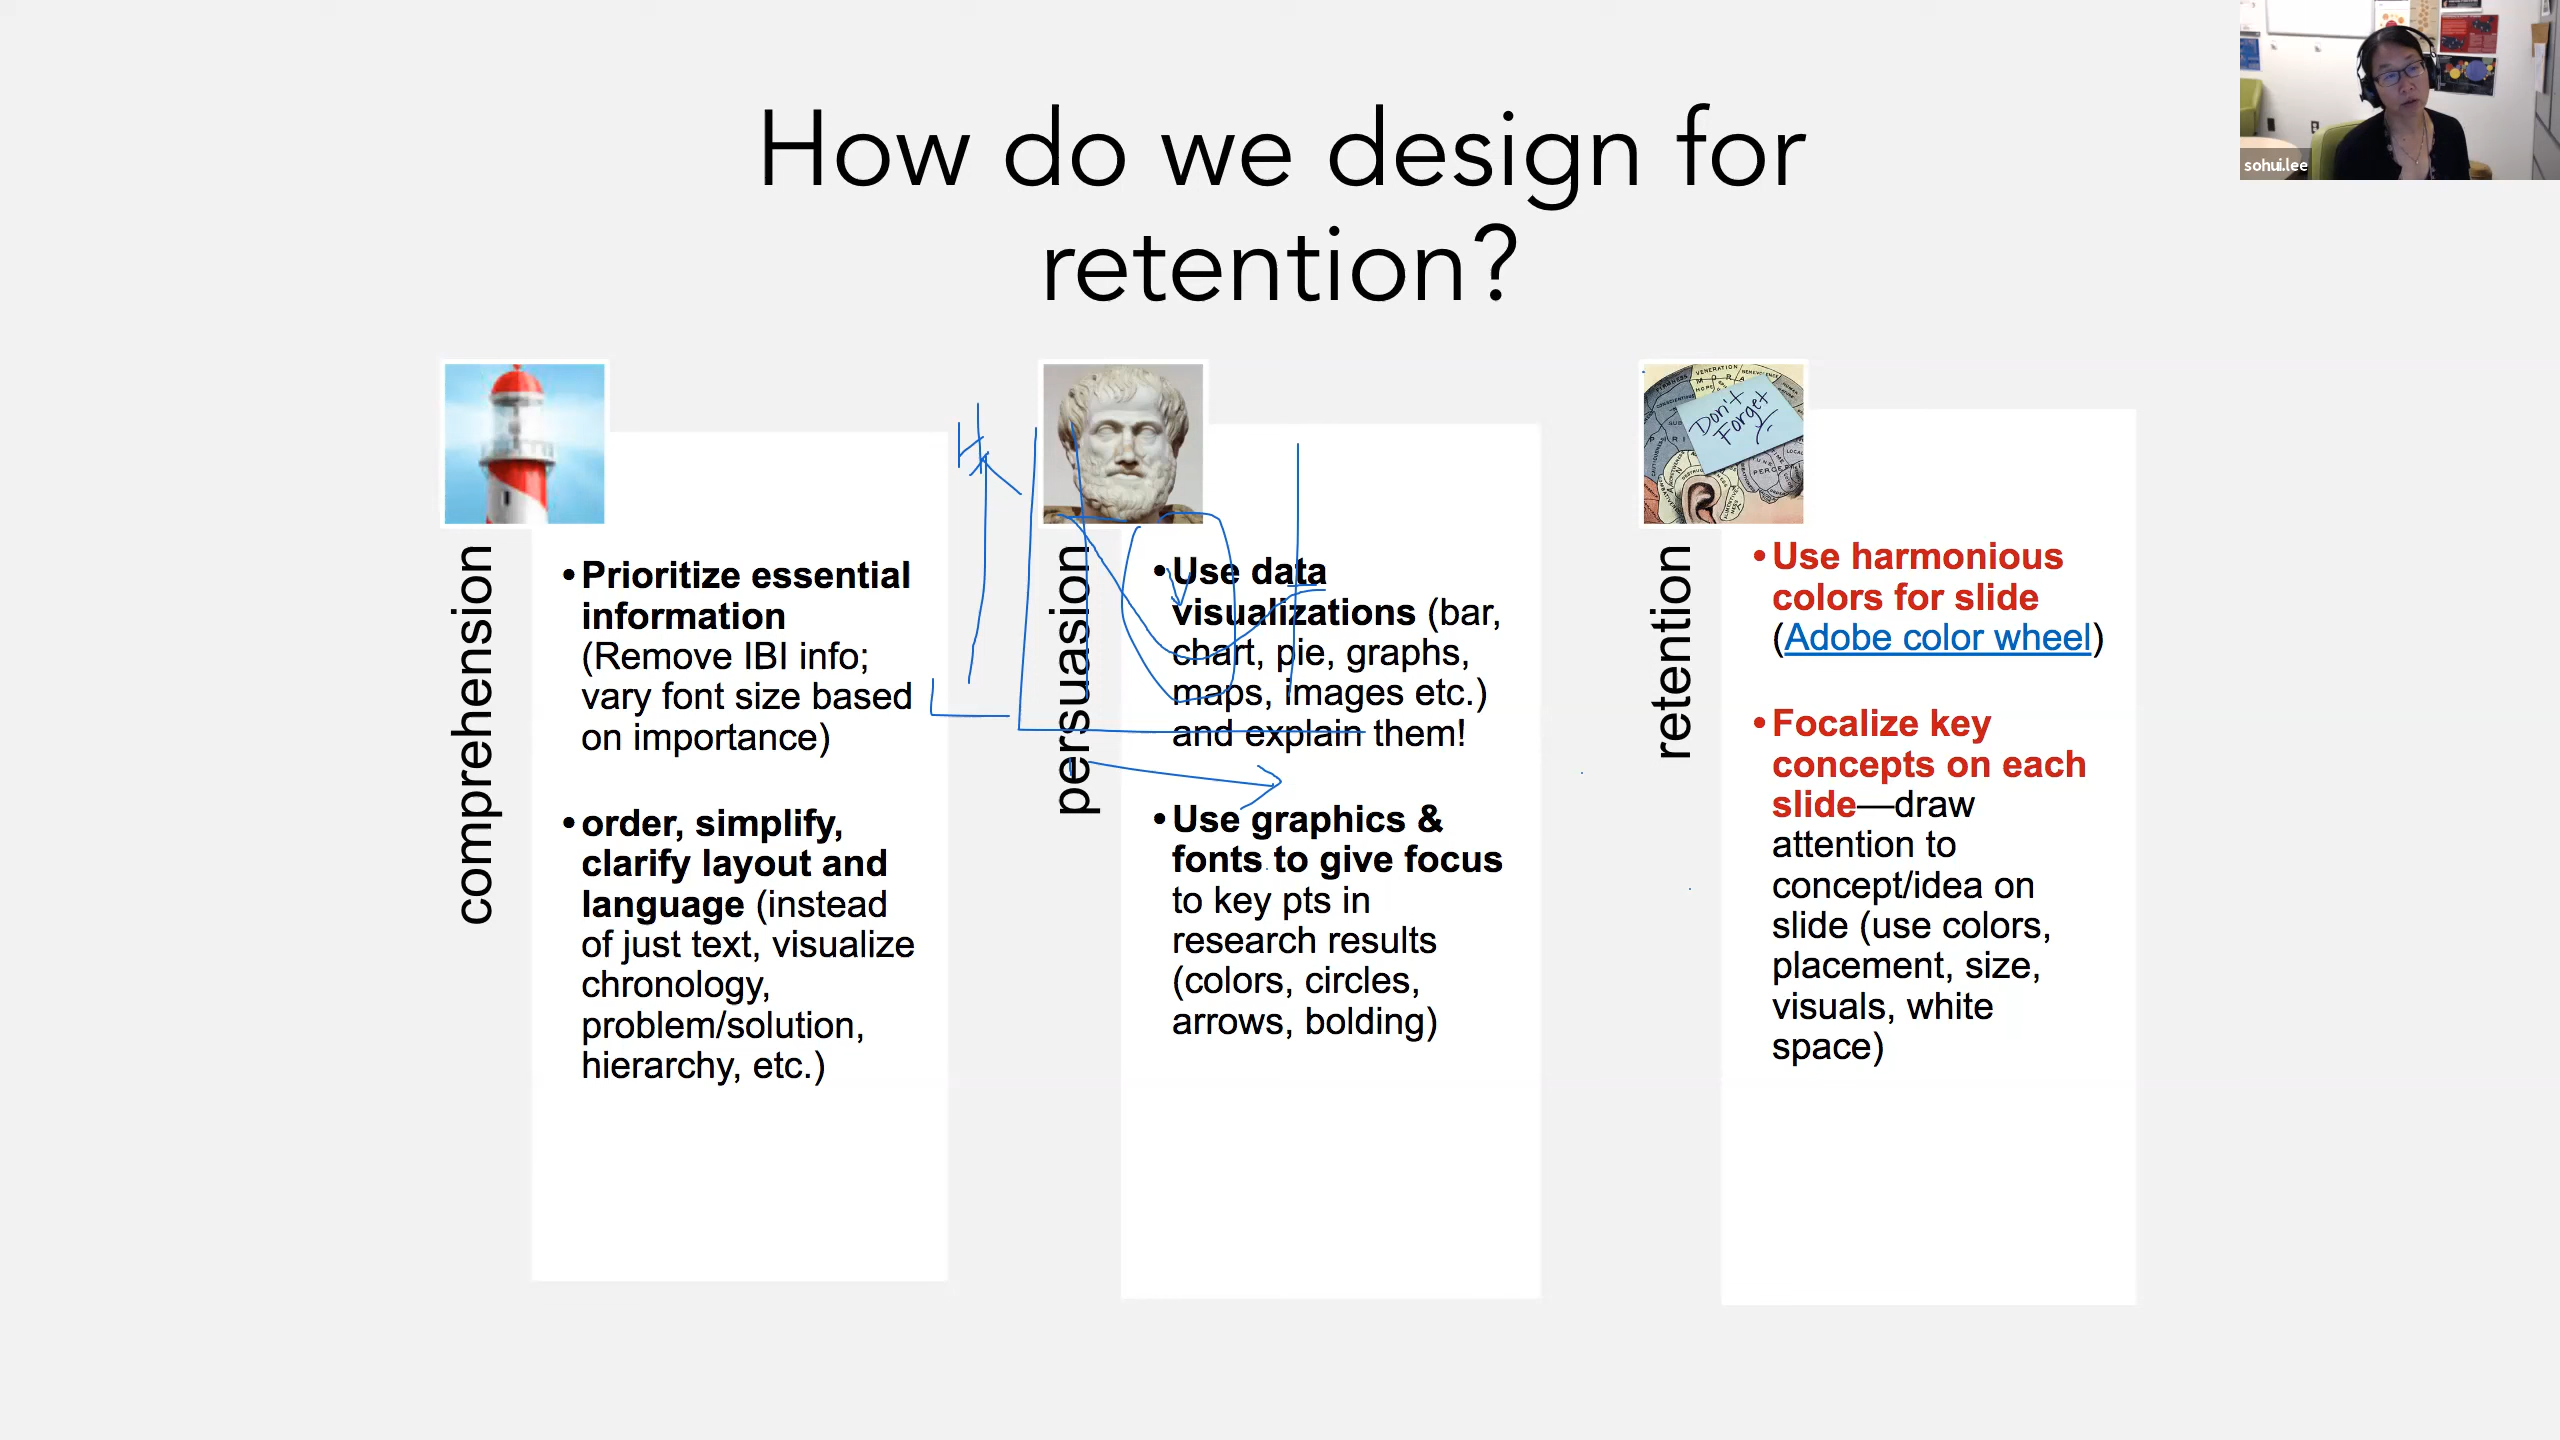 How do we design for
retention?
sohui.lee
comprehension
• Prioritize essential
information
(Remove IBI info;
vary font size based
on importance)
• order, simplify,
clarify layout and
language (instead
of just text, visualize
chronology,
problem/solution,
hierarchy, etc.)
persuasion
• Use data
visualizations (bar,
chart, pie, graphs,
maps, images etc.)
and explain them!
• Use graphics &
fonts to give focus
to key pts in
research results
(colors, circles,
arrows, bolding)
Don't
Forget
retention
• Use harmonious
colors for slide
(Adobe color wheel)
• Focalize key
concepts on each
slide—draw
attention to
concept/idea on
slide (use colors,
placement, size,
visuals, white
space)